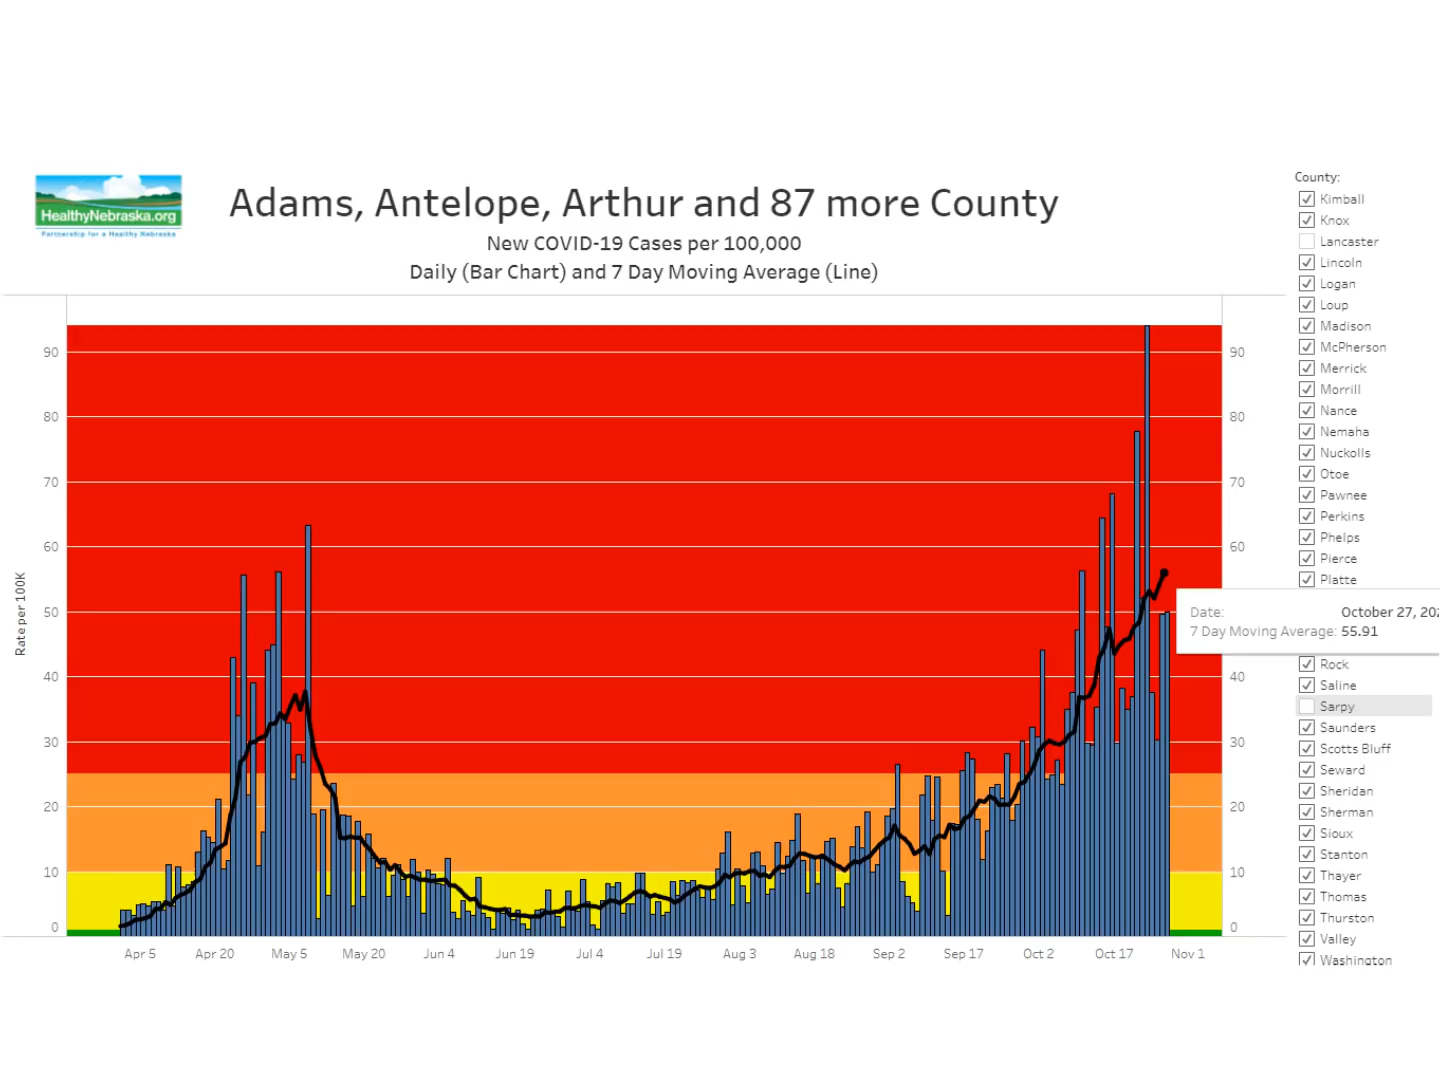 HealthyNebraska.org
Partnership for a Healthy Nebraska
Adams, Antelope, Arthur and 87 more County
New COVID-19 Cases per 100,000
Daily (Bar Chart) and 7 Day Moving Average (Line)
Rate per 100K
90
80
70
60
50
40
30
20
10
0
90
80
70
60
40
30
20
10
0
Apr 5
Apr 20
May 5
May 20
Jun 4
Jun 19
Jul 4
Jul 19
Aug 3
Aug 18
Sep 2
Sep 17
Oct 2
Oct 17
Nov 1
Date: October 27, 202
7 Day Moving Average: 55.91
County:
Kimball
Knox
Lancaster
Lincoln
Logan
Loup
Madison
McPherson
Merrick
Morrill
Nance
Nemaha
Nuckolls
Otoe
Pawnee
Perkins
Phelps
Pierce
Platte
Rock
Saline
Sarpy
Saunders
Scotts Bluff
Seward
Sheridan
Sherman
Sioux
Stanton
Thayer
Thomas
Thurston
Valley
Washington